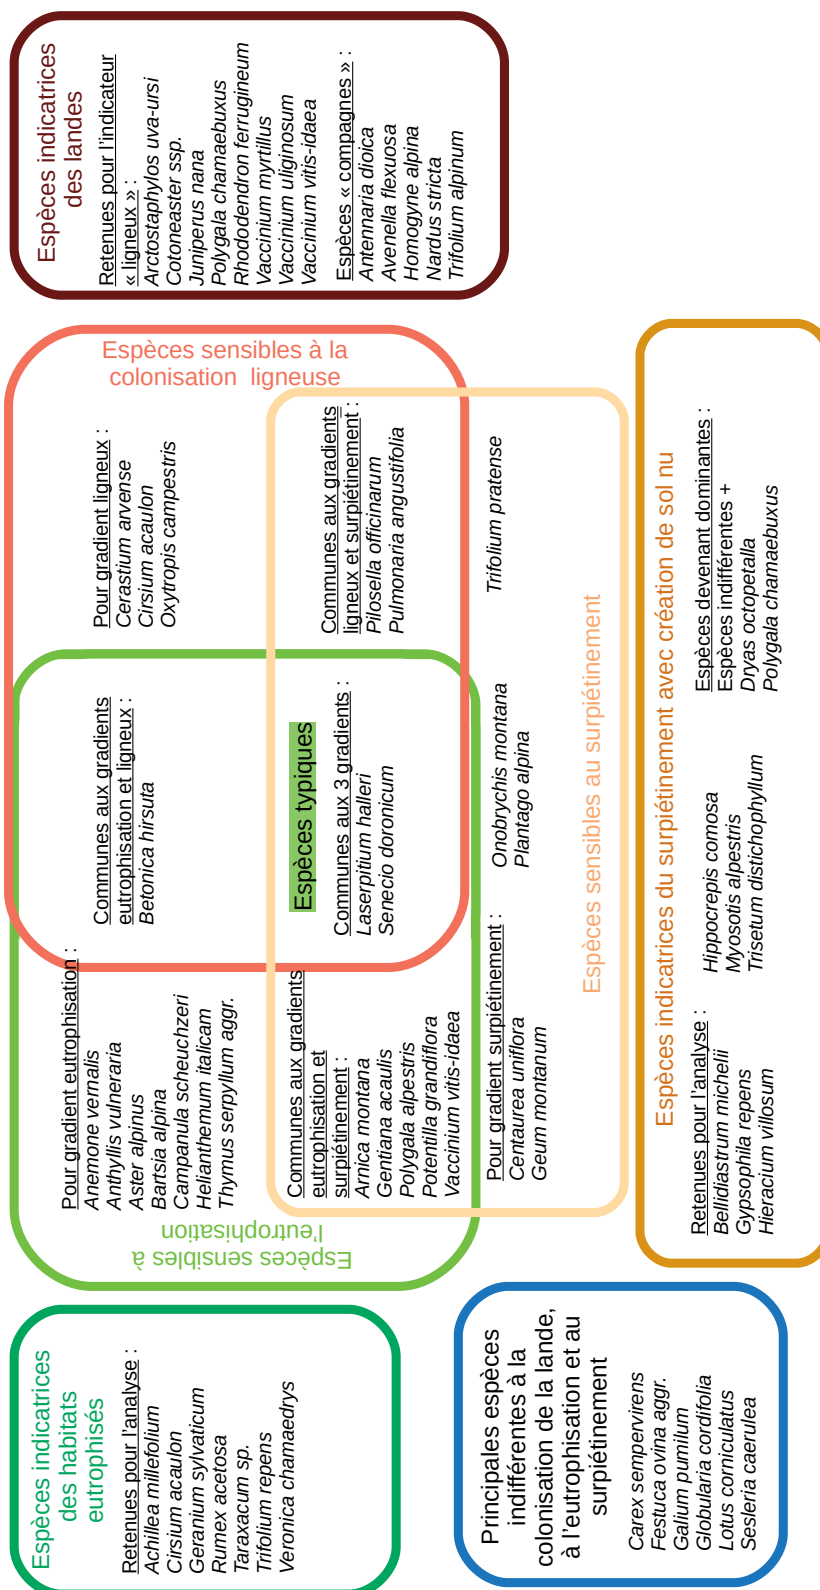 Espèces indicatrices
des habitats
eutrophisés
Retenues pour l'analyse :
Achillea millefolium
Cirsium acaulon
Geranium sylvaticum
Rumex acetosa
Taraxacum sp.
Trifolium repens
Veronica chamaedrys
Espèces sensibles à
l'eutrophisation
Pour gradient eutrophisation :
Anemone vernalis
Anthyllis vulneraria
Aster alpinus
Bartsia alpina
Campanula scheuchzeri
Helianthemum italicam
Thymus serpyllum aggr.
Communes aux gradients
eutrophisation et ligneux :
Betonica hirsuta
Espèces sensibles à la
colonisation ligneuse
Pour gradient ligneux :
Cerastium arvense
Cirsium acaulon
Oxytropis campestris
Espèces indicatrices
des landes
Retenues pour l'indicateur
« ligneux » :
Arctostaphylos uva-ursi
Cotoneaster ssp.
Juniperus nana
Polygala chamaebuxus
Rhododendron ferrugineum
Vaccinium myrtillus
Vaccinium uliginosum
Vaccinium vitis-idaea
Espèces « compagnes » :
Antennaria dioica
Avenella flexuosa
Homogyne alpina
Nardus stricta
Trifolium alpinum
Communes aux gradients
eutrophisation et
surpiétinement :
Arnica montana
Gentiana acaulis
Polygala alpestris
Potentilla grandiflora
Vaccinium vitis-idaea
Espèces typiques
Communes aux 3 gradients :
Laserpitium halleri
Senecio doronicum
Communes aux gradients
ligneux et surpiétinement :
Pilosella officinarum
Pulmonaria angustifolia
Pour gradient surpiétinement :
Centaurea uniflora
Geum montanum
Onobrychis montana
Plantago alpina
Trifolium pratense
Espèces sensibles au surpiétinement
Principales espèces
indifférentes à la
colonisation de la lande,
à l'eutrophisation et au
surpiétinement
Carex sempervirens
Festuca ovina aggr.
Galium pumilum
Globularia cordifolia
Lotus corniculatus
Sesleria caerulea
Espèces indicatrices du surpiétinement avec création de sol nu
Retenues pour l'analyse :
Bellidiastrum michelii
Gypsophila repens
Hieracium villosum
Hippocrepis comosa
Myosotis alpestris
Trisetum distichophyllum
Espèces devenant dominantes :
Espèces indifférentes +
Dryas octopetalla
Polygala chamaebuxus